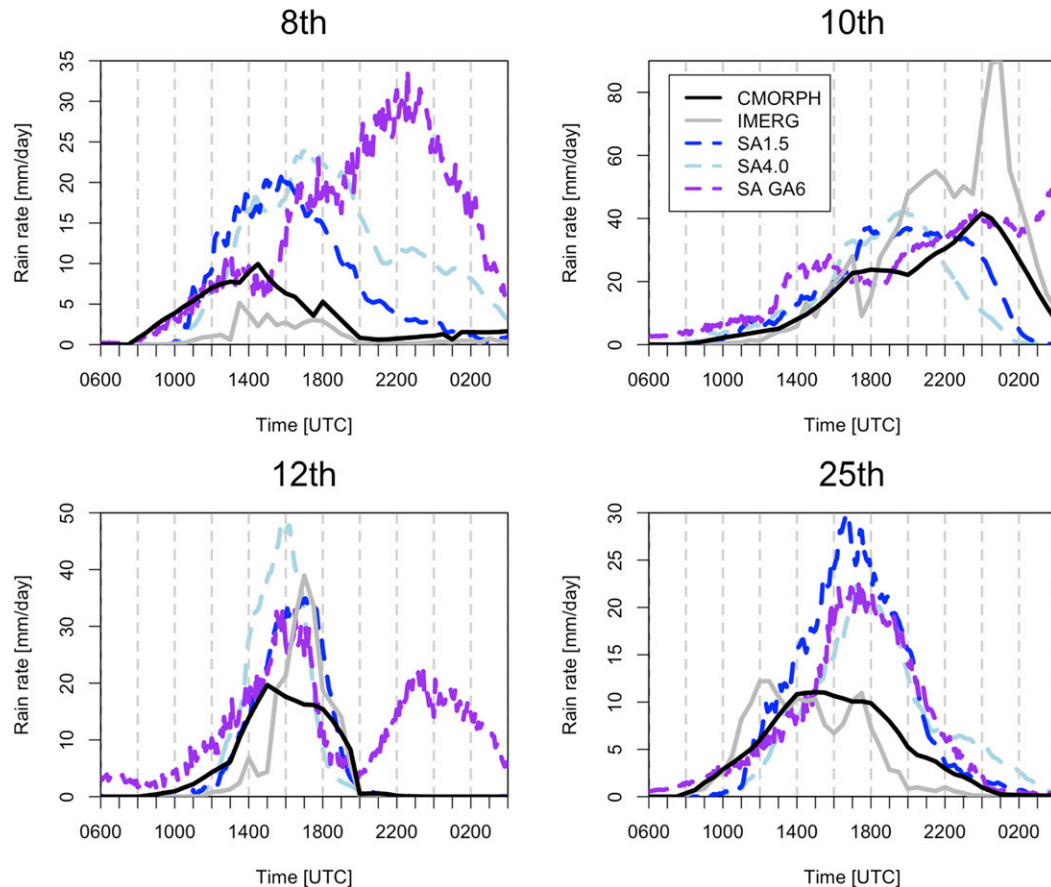 8th
35
30
25
20
15
10
5
0
Rain rate [mm/day]
0600 1000 1400 1800 2200 0200
Time [UTC]
10th
80
60
40
20
0
Rain rate [mm/day]
CMORPH
IMERG
SA1.5
SA4.0
SA GA6
0600 1000 1400 1800 2200 0200
Time [UTC]
12th
50
40
30
20
10
0
Rain rate [mm/day]
0600 1000 1400 1800 2200 0200
Time [UTC]
25th
30
25
20
15
10
5
0
Rain rate [mm/day]
0600 1000 1400 1800 2200 0200
Time [UTC]